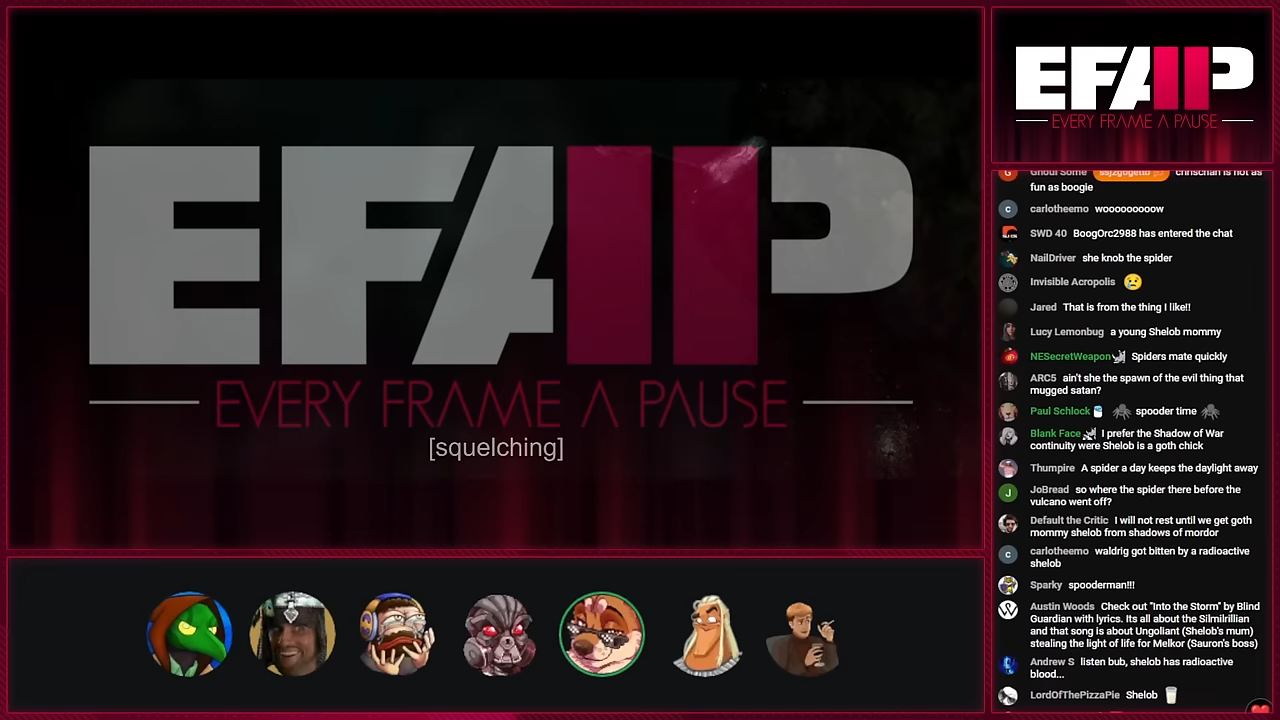 EFAP
EVERY FRAME A PAUSE
[squelching]
EFAP
EVERY FRAME A PAUSE
G Ghoul Some ssj2gogetto chrischan is not as
fun as boogie
c carlotheemo wooooooooow
SWD 40 BoogOrc2988 has entered the chat
NailDriver she knob the spider
Invisible Acropolis 😢
Jared That is from the thing I like!!
Lucy Lemonbug a young Shelob mommy
NESecretWeapon Spiders mate quickly
ARC5 ain't she the spawn of the evil thing that
mugged satan?
Paul Schlock 🕷 spooder time 🕷
Blank Face I prefer the Shadow of War
continuity were Shelob is a goth chick
Thumpire A spider a day keeps the daylight away
J JoBread so where the spider there before the
vulcano went off?
Default the Critic I will not rest until we get goth
mommy shelob from shadows of mordor
c carlotheemo waldrig got bitten by a radioactive
shelob
Sparky spooderman!!!
Austin Woods Check out "Into the Storm" by Blind
Guardian with lyrics. Its all about the Silmilrillian
and that song is about Ungoliant (Shelob's mum)
stealing the light of life for Melkor (Sauron's boss)
Andrew S listen bub, shelob has radioactive
blood...
LordOfThePizzaPie Shelob 🥛